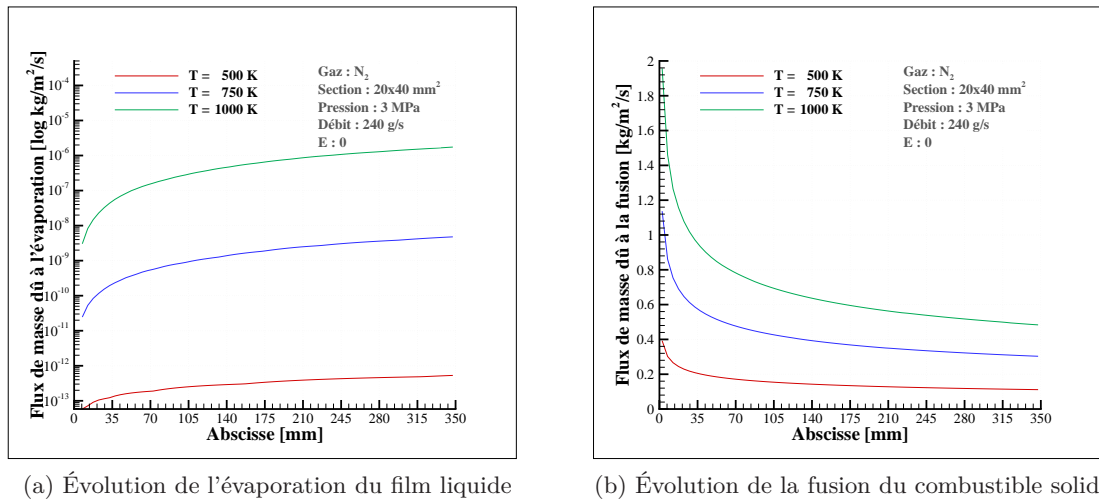 Flux de masse dû à l'évaporation [log kg/m²/s]
10⁻⁴
10⁻⁵
10⁻⁶
10⁻⁷
10⁻⁸
10⁻⁹
10⁻¹⁰
10⁻¹¹
10⁻¹²
10⁻¹³
T = 500 K
T = 750 K
T = 1000 K
Gaz : N₂
Section : 20x40 mm²
Pression : 3 MPa
Débit : 240 g/s
E : 0
0 35 70 105 140 175 210 245 280 315 350
Abscisse [mm]
(a) Évolution de l'évaporation du film liquide
Flux de masse dû à la fusion [kg/m²/s]
2
1.8
1.6
1.4
1.2
1
0.8
0.6
0.4
0.2
0
T = 500 K
T = 750 K
T = 1000 K
Gaz : N₂
Section : 20x40 mm²
Pression : 3 MPa
Débit : 240 g/s
E : 0
0 35 70 105 140 175 210 245 280 315 350
Abscisse [mm]
(b) Évolution de la fusion du combustible solid